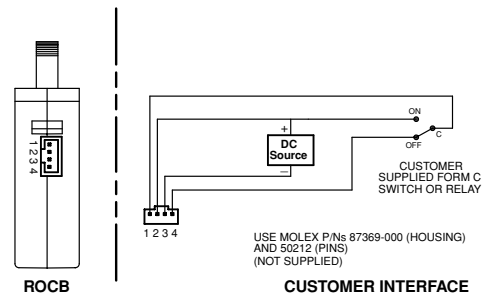 1 2 3 4
ROCB
ON
C
OFF
+
DC
Source
–
1 2 3 4
CUSTOMER
SUPPLIED FORM C
SWITCH OR RELAY
USE MOLEX P/Ns 87369-000 (HOUSING)
AND 50212 (PINS)
(NOT SUPPLIED)
CUSTOMER INTERFACE